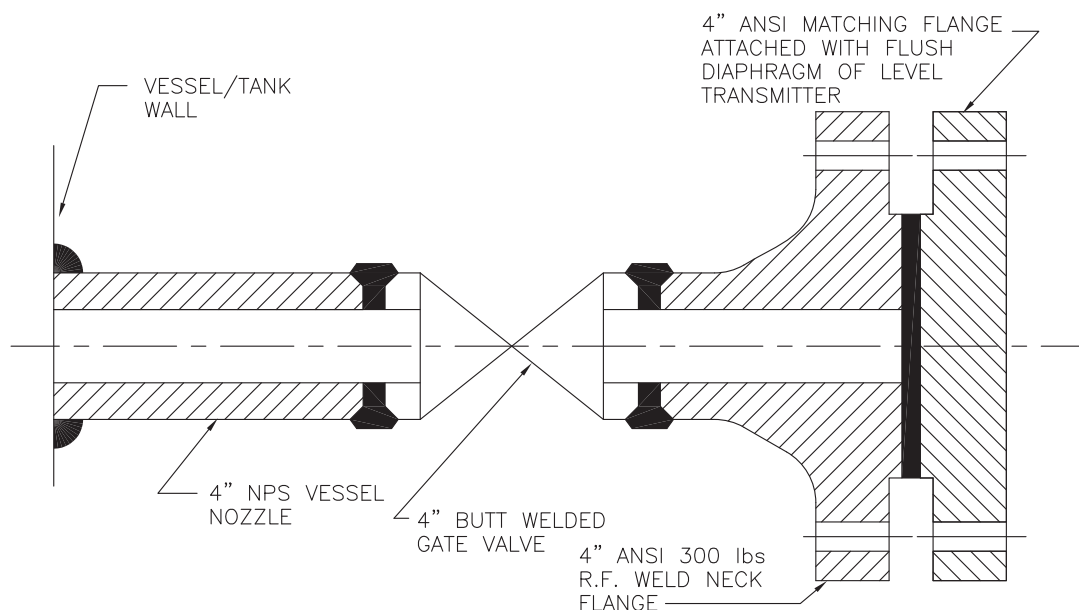 4” ANSI MATCHING FLANGE
ATTACHED WITH FLUSH
DIAPHRAGM OF LEVEL
TRANSMITTER
VESSEL/TANK
WALL
4” NPS VESSEL
NOZZLE
4” BUTT WELDED
GATE VALVE
4” ANSI 300 lbs
R.F. WELD NECK
FLANGE